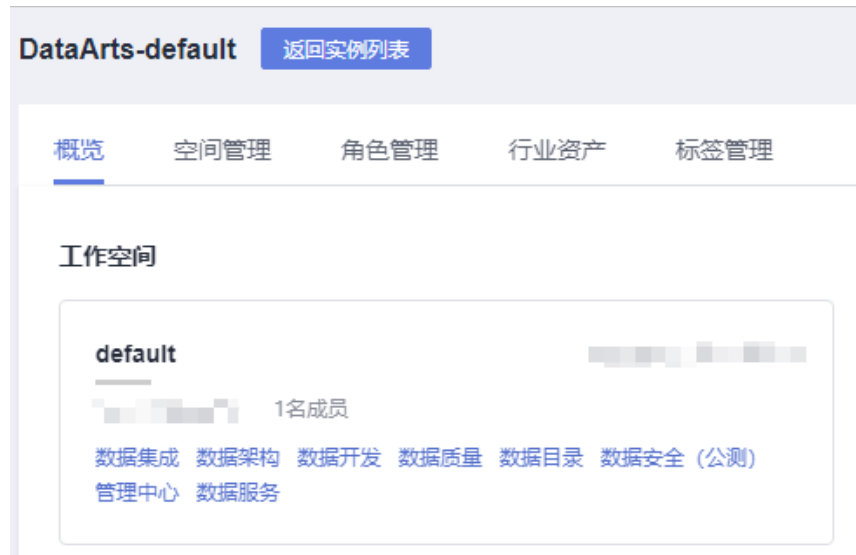 DataArts-default 返回实例列表
概览 空间管理 角色管理 行业资产 标签管理
工作空间
default
1名成员
数据集成 数据架构 数据开发 数据质量 数据目录 数据安全（公测）
管理中心 数据服务